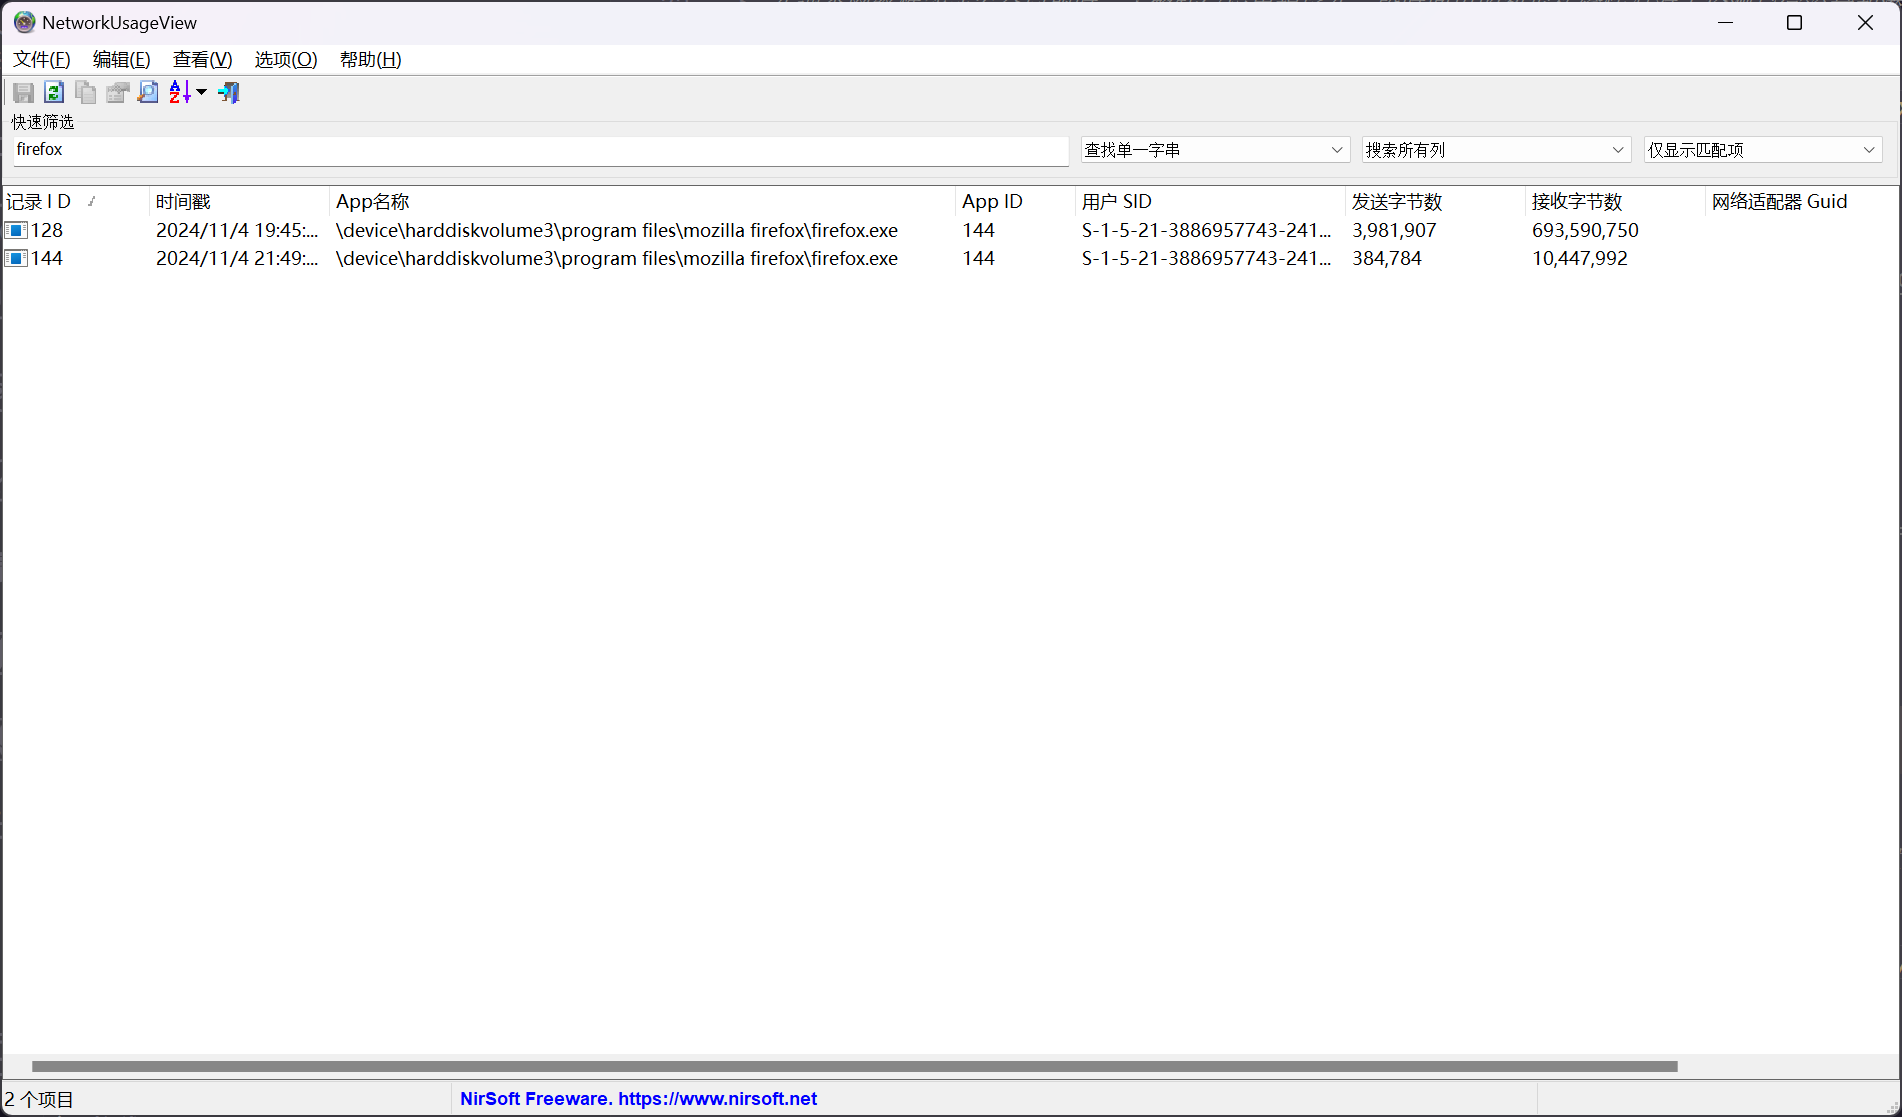 NetworkUsageView
文件(F) 编辑(E) 查看(V) 选项(O) 帮助(H)
快速筛选
firefox 查找单一字串 搜索所有列 仅显示匹配项
记录 I D 时间戳 App名称 App ID 用户 SID 发送字节数 接收字节数 网络适配器 Guid
128 2024/11/4 19:45:... \device\harddiskvolume3\program files\mozilla firefox\firefox.exe 144 S-1-5-21-3886957743-241... 3,981,907 693,590,750
144 2024/11/4 21:49:... \device\harddiskvolume3\program files\mozilla firefox\firefox.exe 144 S-1-5-21-3886957743-241... 384,784 10,447,992
2 个项目 NirSoft Freeware. https://www.nirsoft.net